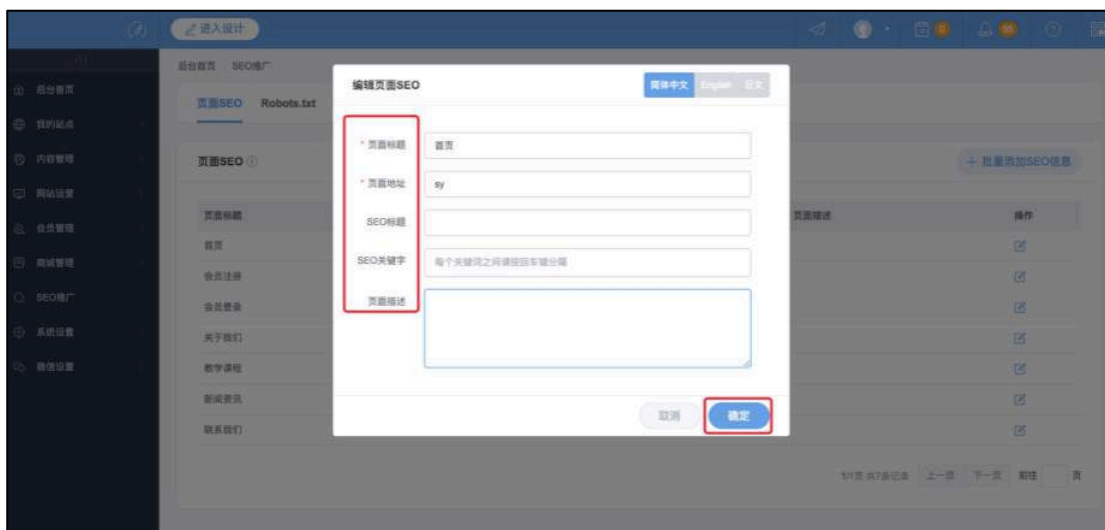 进入设计
后台首页 SEO推广
后台首页
我的站点
内容管理
网站运营
会员管理
商城管理
SEO推广
系统设置
微信设置
页面SEO Robots.txt
页面SEO
+ 批量添加SEO信息
页面标题 页面描述 操作
首页
会员注册
会员登录
关于我们
教学课程
新闻资讯
联系我们
1/1页 共7条记录 上一页 下一页 前往 页
编辑页面SEO
简体中文 English 日文
* 页面标题 首页
* 页面地址 sy
SEO标题
SEO关键字 每个关键词之间请按回车键分隔
页面描述
取消 确定